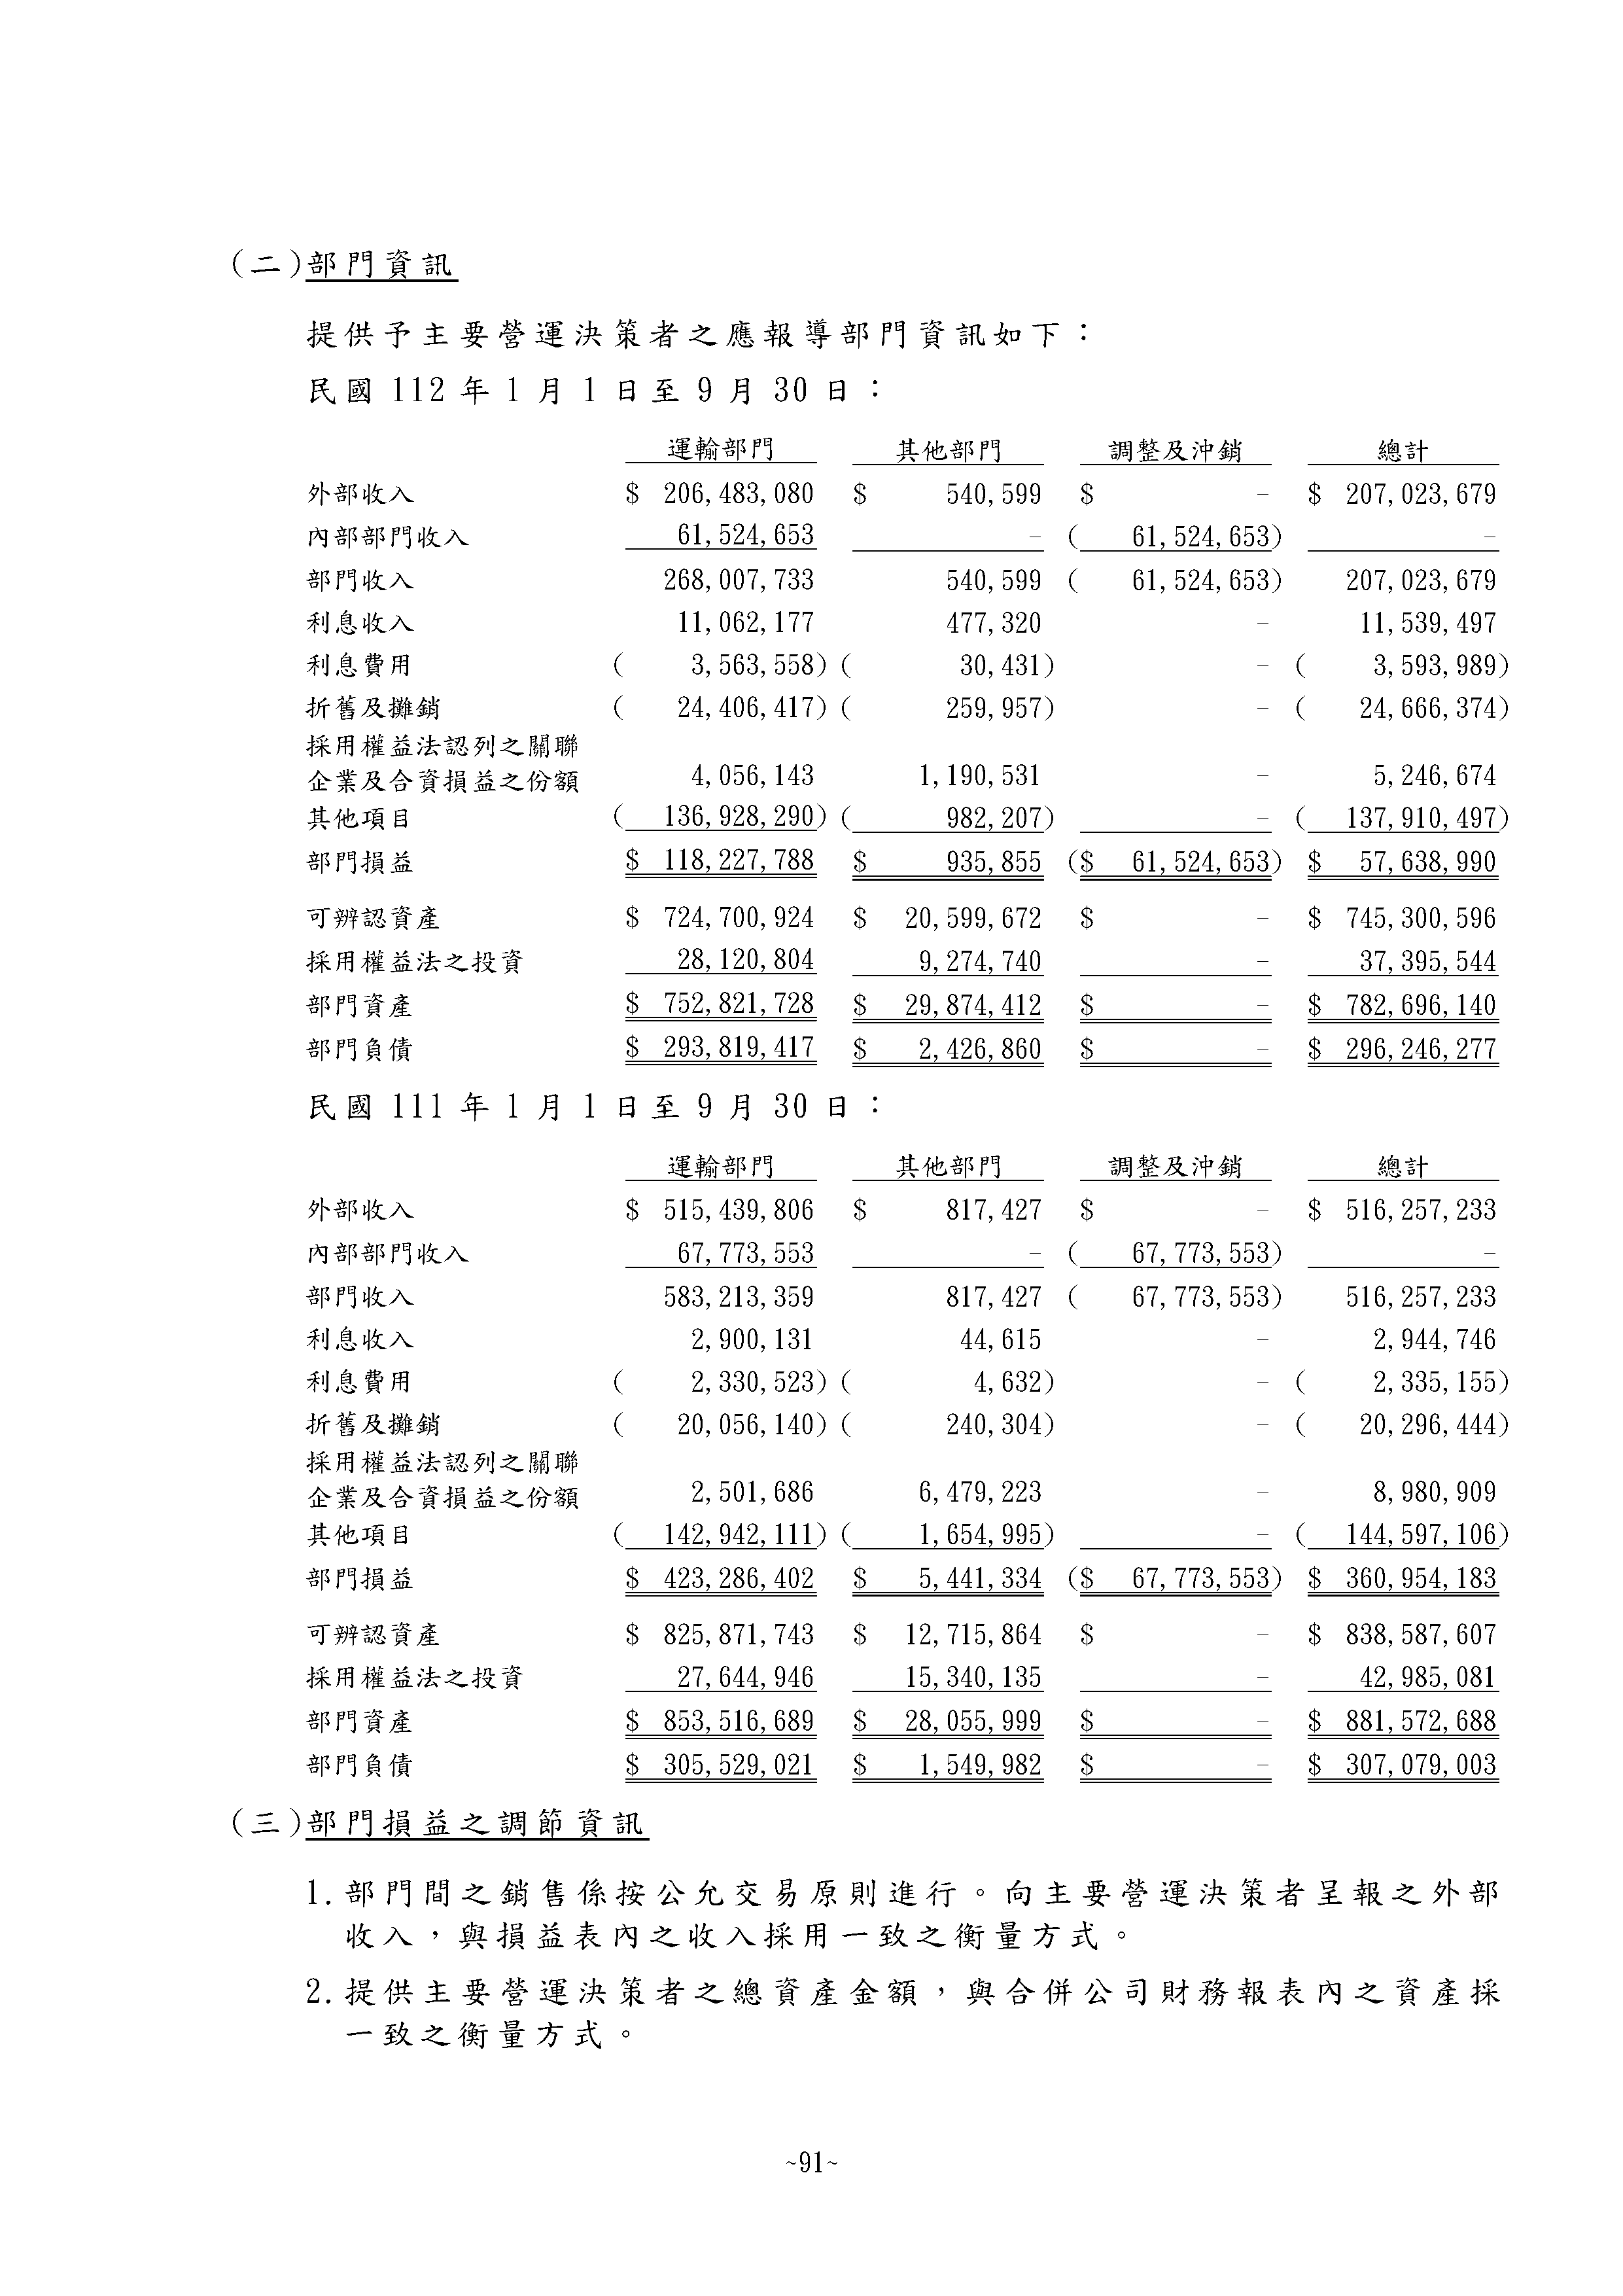 (二)部門資訊
提供予主要營運決策者之應報導部門資訊如下：
民國 112 年 1 月 1 日至 9 月 30 日：
運輸部門 其他部門 調整及沖銷 總計
外部收入 $ 206,483,080 $ 540,599 $ - $ 207,023,679
內部部門收入 61,524,653 - ( 61,524,653) -
部門收入 268,007,733 540,599 ( 61,524,653) 207,023,679
利息收入 11,062,177 477,320 - 11,539,497
利息費用 ( 3,563,558) ( 30,431) - ( 3,593,989)
折舊及攤銷 ( 24,406,417) ( 259,957) - ( 24,666,374)
採用權益法認列之關聯
企業及合資損益之份額 4,056,143 1,190,531 - 5,246,674
其他項目 ( 136,928,290) ( 982,207) - ( 137,910,497)
部門損益 $ 118,227,788 $ 935,855 ($ 61,524,653) $ 57,638,990
可辨認資產 $ 724,700,924 $ 20,599,672 $ - $ 745,300,596
採用權益法之投資 28,120,804 9,274,740 - 37,395,544
部門資產 $ 752,821,728 $ 29,874,412 $ - $ 782,696,140
部門負債 $ 293,819,417 $ 2,426,860 $ - $ 296,246,277
民國 111 年 1 月 1 日至 9 月 30 日：
運輸部門 其他部門 調整及沖銷 總計
外部收入 $ 515,439,806 $ 817,427 $ - $ 516,257,233
內部部門收入 67,773,553 - ( 67,773,553) -
部門收入 583,213,359 817,427 ( 67,773,553) 516,257,233
利息收入 2,900,131 44,615 - 2,944,746
利息費用 ( 2,330,523) ( 4,632) - ( 2,335,155)
折舊及攤銷 ( 20,056,140) ( 240,304) - ( 20,296,444)
採用權益法認列之關聯
企業及合資損益之份額 2,501,686 6,479,223 - 8,980,909
其他項目 ( 142,942,111) ( 1,654,995) - ( 144,597,106)
部門損益 $ 423,286,402 $ 5,441,334 ($ 67,773,553) $ 360,954,183
可辨認資產 $ 825,871,743 $ 12,715,864 $ - $ 838,587,607
採用權益法之投資 27,644,946 15,340,135 - 42,985,081
部門資產 $ 853,516,689 $ 28,055,999 $ - $ 881,572,688
部門負債 $ 305,529,021 $ 1,549,982 $ - $ 307,079,003
(三)部門損益之調節資訊
1.部門間之銷售係按公允交易原則進行。向主要營運決策者呈報之外部
收入，與損益表內之收入採用一致之衡量方式。
2.提供主要營運決策者之總資產金額，與合併公司財務報表內之資產採
一致之衡量方式。
~91~